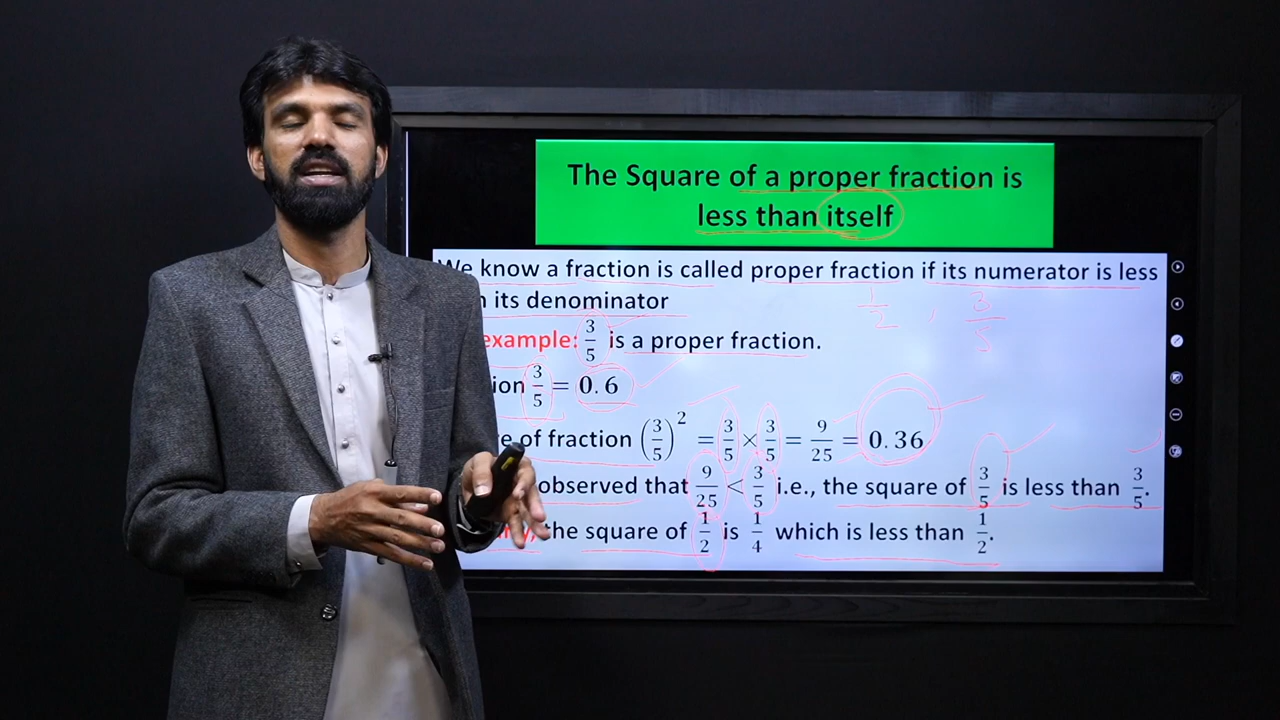 The Square of a proper fraction is
less than itself
We know a fraction is called proper fraction if its numerator is less
its denominator
example: 3/5 is a proper fraction.
3/5 = 0.6
of fraction (3/5)² = 3/5 × 3/5 = 9/25 = 0.36
observed that 9/25 < 3/5 i.e., the square of 3/5 is less than 3/5.
the square of 1/2 is 1/4 which is less than 1/2.
1/2 , 3/5